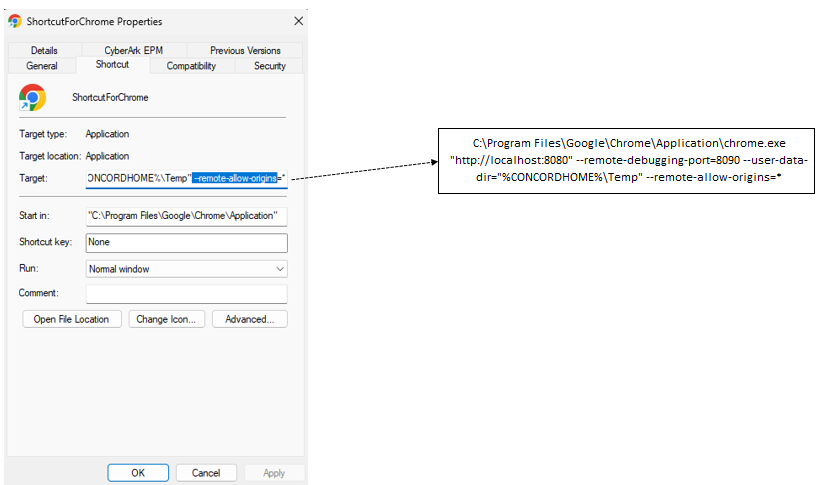 ShortcutForChrome Properties
Details CyberArk EPM Previous Versions
General Shortcut Compatibility Security
ShortcutForChrome
Target type: Application
Target location: Application
Target: ONCORDHOME%\Temp" --remote-allow-origins=*
Start in: "C:\Program Files\Google\Chrome\Application"
Shortcut key: None
Run: Normal window
Comment:
Open File Location Change Icon... Advanced...
OK Cancel Apply
C:\Program Files\Google\Chrome\Application\chrome.exe
"http://localhost:8080" --remote-debugging-port=8090 --user-data-
dir="%CONCORDHOME%\Temp" --remote-allow-origins=*